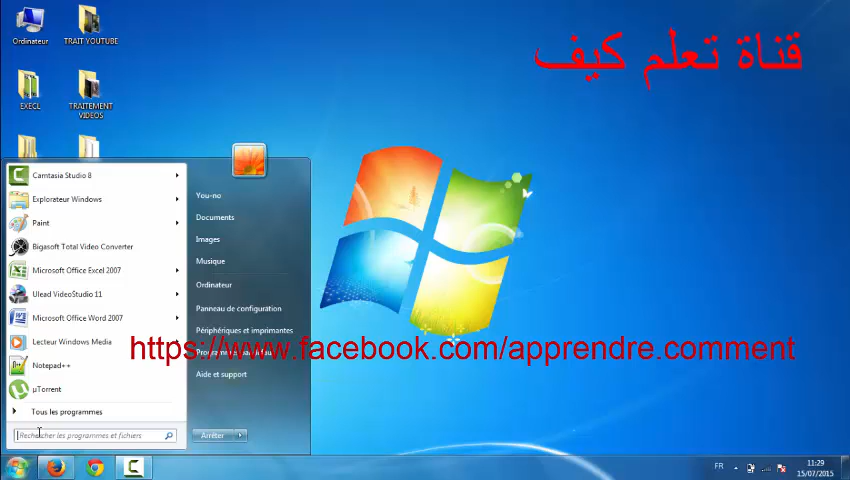 Ordinateur
TRAIT YOUTUBE
قناة تعلم كيف
EXECL
TRAITEMENT
VIDEOS
Camtasia Studio 8
Explorateur Windows
Paint
Bigasoft Total Video Converter
Microsoft Office Excel 2007
Ulead VideoStudio 11
Microsoft Office Word 2007
Lecteur Windows Media
Notepad++
µTorrent
Tous les programmes
Rechercher les programmes et fichiers
You-no
Documents
Images
Musique
Ordinateur
Panneau de configuration
Périphériques et imprimantes
https://www.facebook.com/apprendre.comment
Aide et support
Arrêter
FR
11:29
15/07/2015